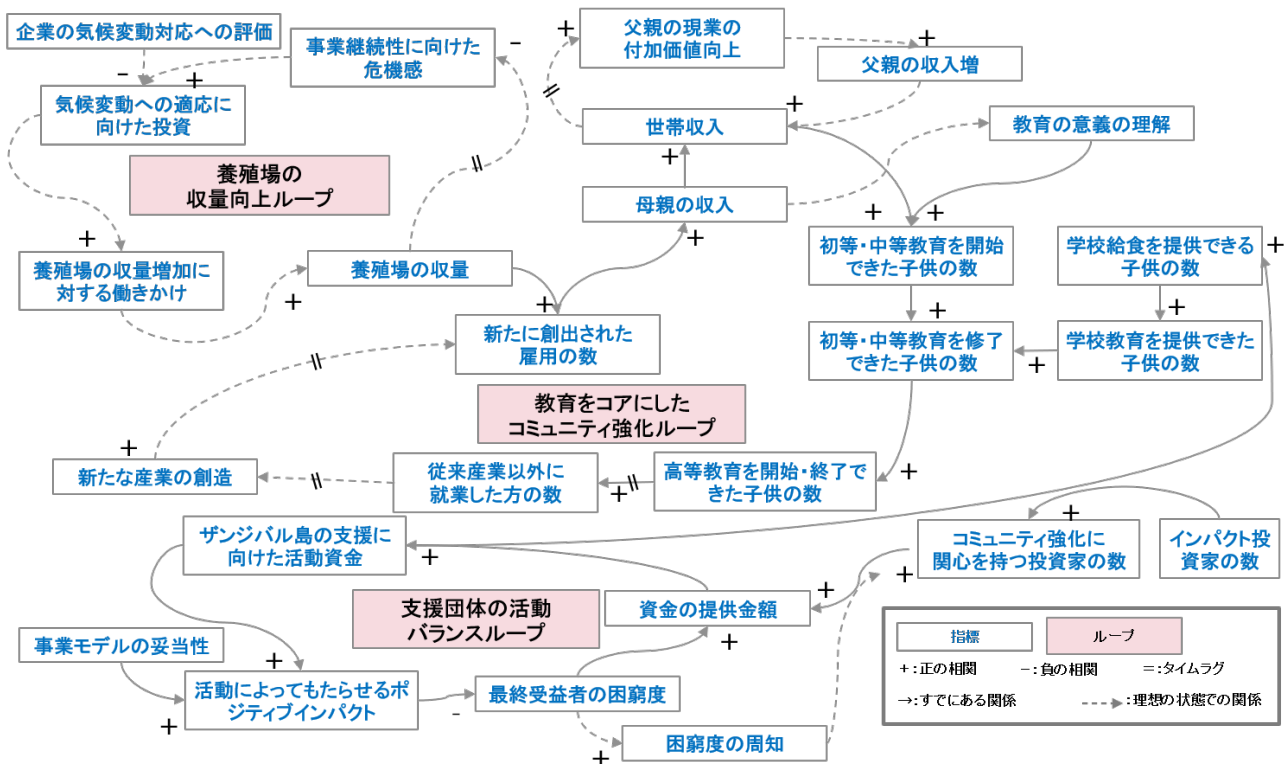 企業の気候変動対応への評価
事業継続性に向けた
危機感
父親の現業の
付加価値向上
父親の収入増
+
-
+
-
+
気候変動への適応に
向けた投資
+
世帯収入
教育の意義の理解
養殖場の
収量向上ループ
+
母親の収入
+
+
+
+
養殖場の収量増加に
対する働きかけ
養殖場の収量
初等・中等教育を開始
できた子供の数
学校給食を提供できる
子供の数
+
+
+
+
+
新たに創出された
雇用の数
初等・中等教育を修了
できた子供の数
学校教育を提供できた
子供の数
+
教育をコアにした
コミュニティ強化ループ
+
新たな産業の創造
従来産業以外に
就業した方の数
+
高等教育を開始・終了で
きた子供の数
+
ザンジバル島の支援に
向けた活動資金
+
コミュニティ強化に
関心を持つ投資家の数
+
インパクト投
資家の数
+
支援団体の活動
バランスループ
資金の提供金額
+
+
事業モデルの妥当性
+
活動によってもたらせるポ
ジティブインパクト
+
-
最終受益者の困窮度
困窮度の周知
+
指標
ループ
+:正の相関
-:負の相関
=:タイムラグ
→:すでにある関係
:理想の状態での関係